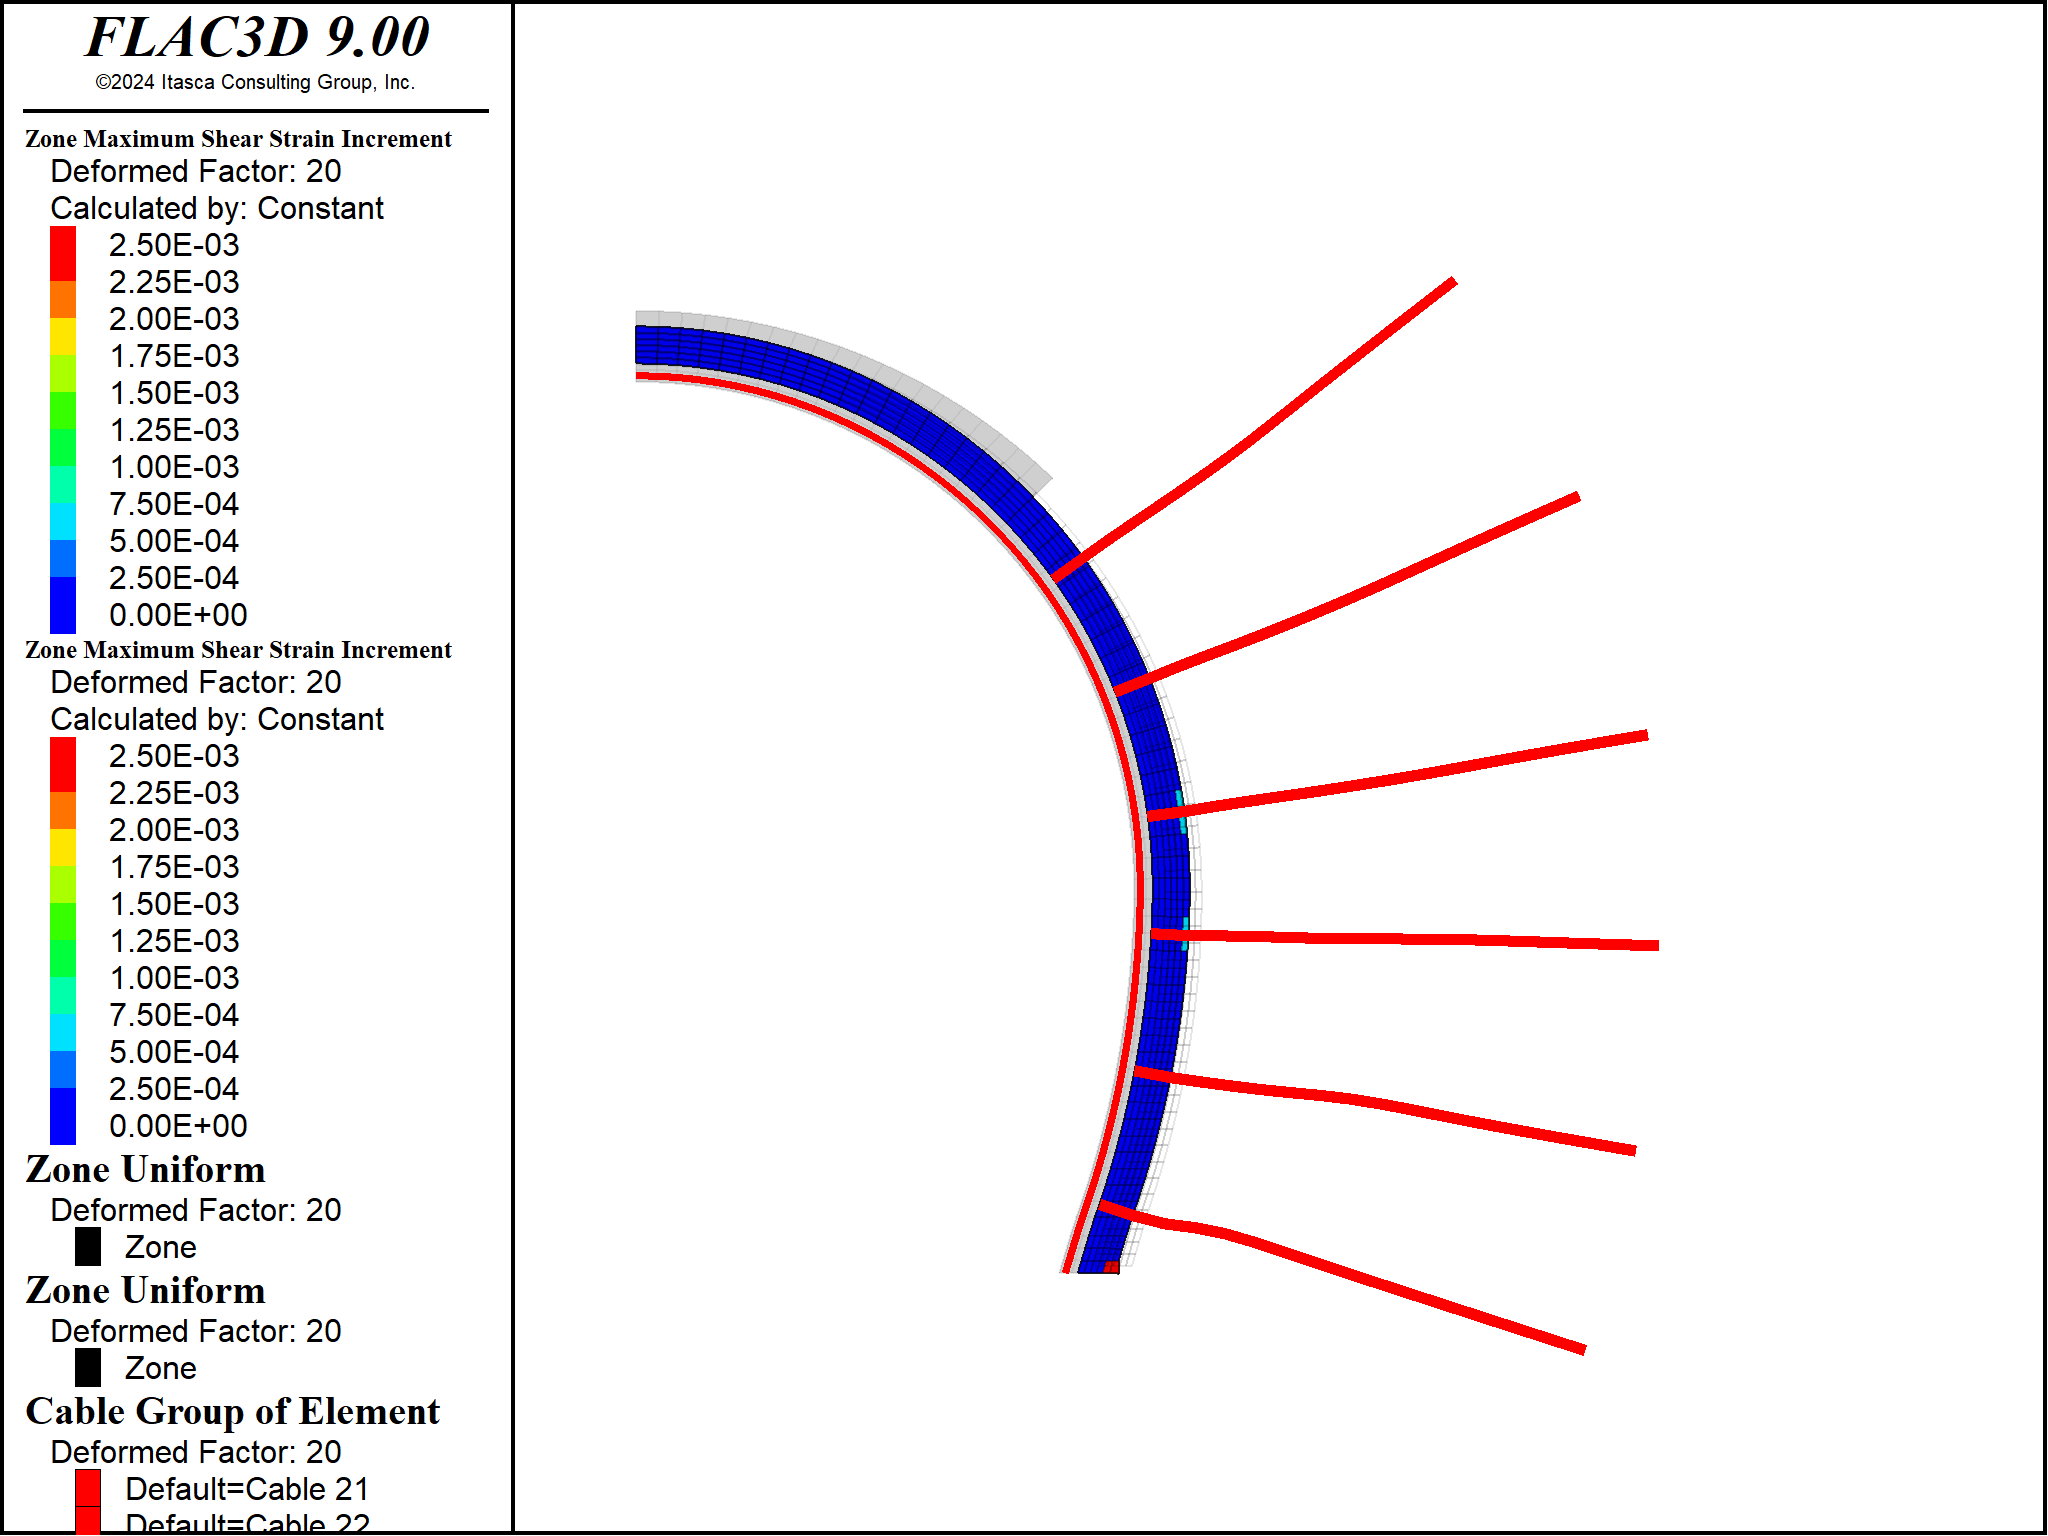 FLAC3D 9.00
©2024 Itasca Consulting Group, Inc.
Zone Maximum Shear Strain Increment
Deformed Factor: 20
Calculated by: Constant
2.50E-03
2.25E-03
2.00E-03
1.75E-03
1.50E-03
1.25E-03
1.00E-03
7.50E-04
5.00E-04
2.50E-04
0.00E+00
Zone Maximum Shear Strain Increment
Deformed Factor: 20
Calculated by: Constant
2.50E-03
2.25E-03
2.00E-03
1.75E-03
1.50E-03
1.25E-03
1.00E-03
7.50E-04
5.00E-04
2.50E-04
0.00E+00
Zone Uniform
Deformed Factor: 20
Zone
Zone Uniform
Deformed Factor: 20
Zone
Cable Group of Element
Deformed Factor: 20
Default=Cable 21
Default=Cable 22